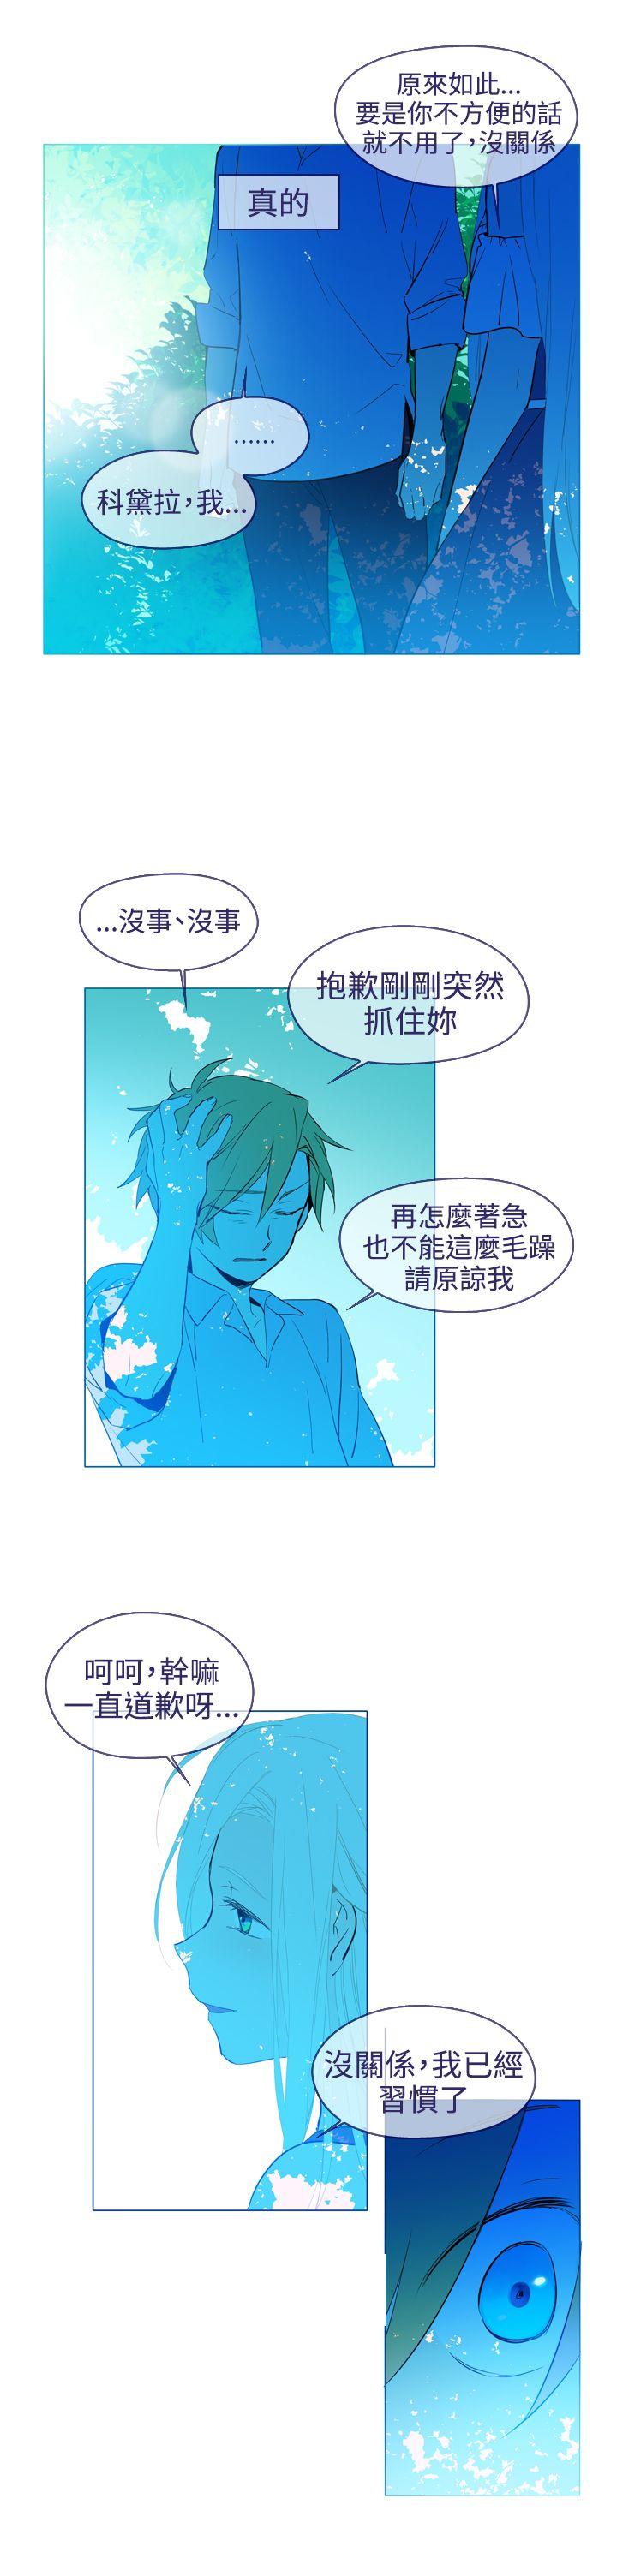 原來如此...
要是你不方便的話
就不用了,沒關係
真的
......
科黛拉,我...
...沒事、沒事
抱歉剛剛突然
抓住妳
再怎麼著急
也不能這麼毛躁
請原諒我
呵呵,幹嘛
一直道歉呀...
沒關係,我已經
習慣了